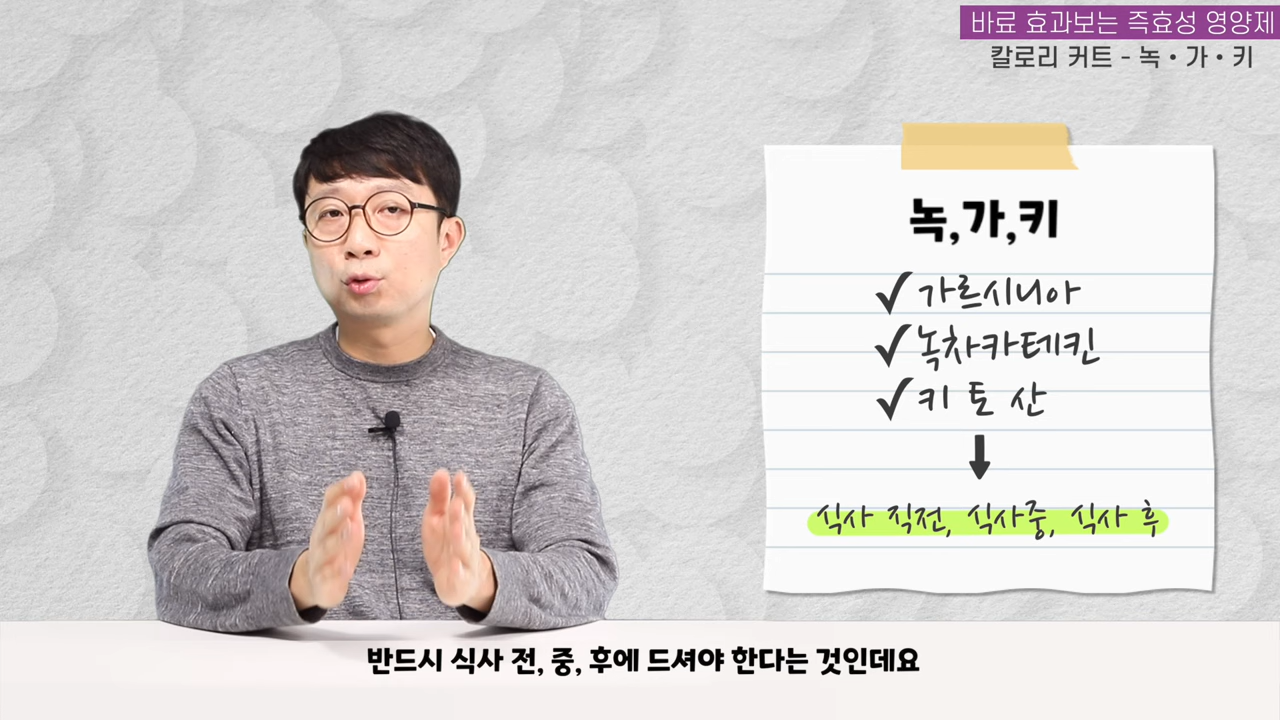 바로 효과보는 즉효성 영양제
칼로리 커트 - 녹・가・키
녹,가,키
✓가르시니아
✓녹차카테킨
✓키토산
식사 직전, 식사중, 식사 후
반드시 식사 전, 중, 후에 드셔야 한다는 것인데요